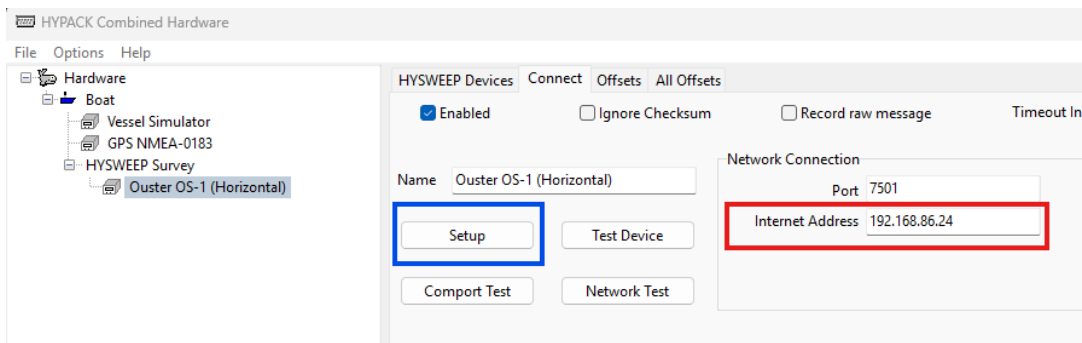 HYPACK Combined Hardware
File Options Help
Hardware
Boat
Vessel Simulator
GPS NMEA-0183
HYSWEEP Survey
Ouster OS-1 (Horizontal)
HYSWEEP Devices Connect Offsets All Offsets
Enabled Ignore Checksum Record raw message Timeout In
Network Connection
Name Ouster OS-1 (Horizontal)
Port 7501
Internet Address 192.168.86.24
Setup Test Device
Comport Test Network Test